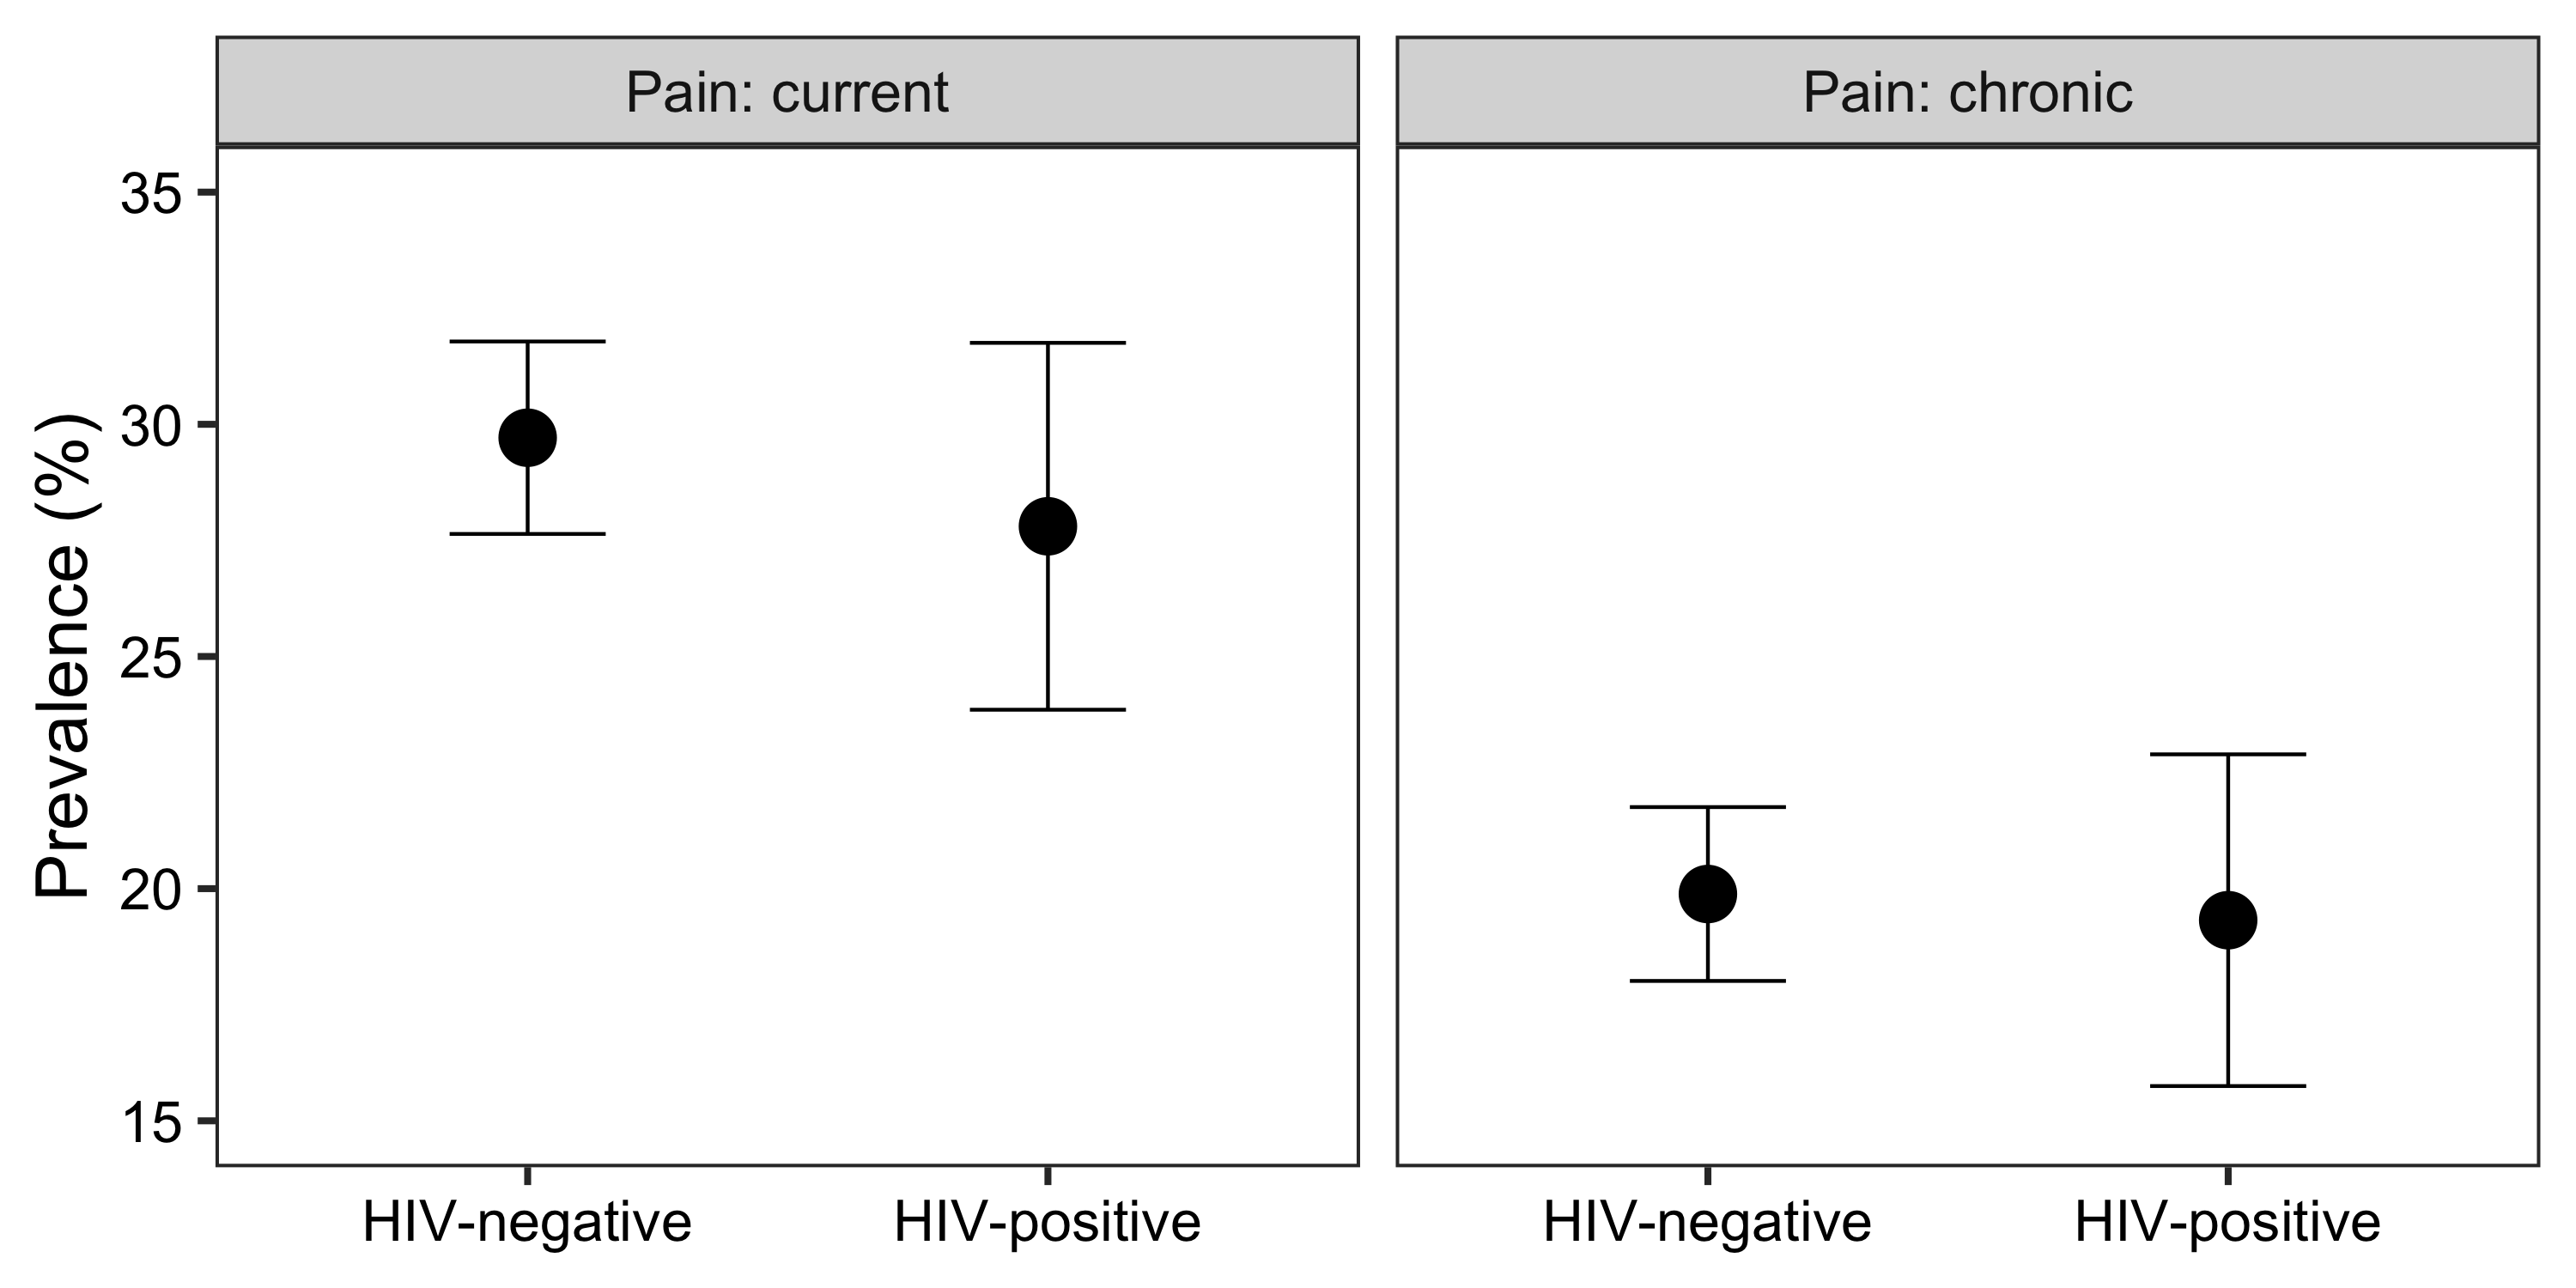 Pain: current
Pain: chronic
Prevalence (%)
35
30
25
20
15
HIV-negative
HIV-positive
HIV-negative
HIV-positive